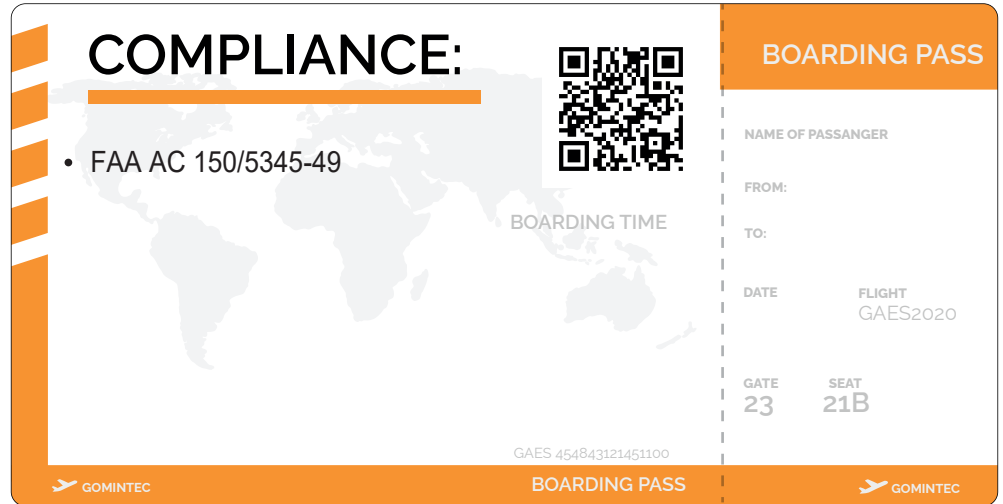 COMPLIANCE:
• FAA AC 150/5345-49
BOARDING TIME
GAES 454843121451100
GOMINTEC
BOARDING PASS
BOARDING PASS
NAME OF PASSANGER
FROM:
TO:
DATE
FLIGHT
GAES2020
GATE
SEAT
23
21B
GOMINTEC